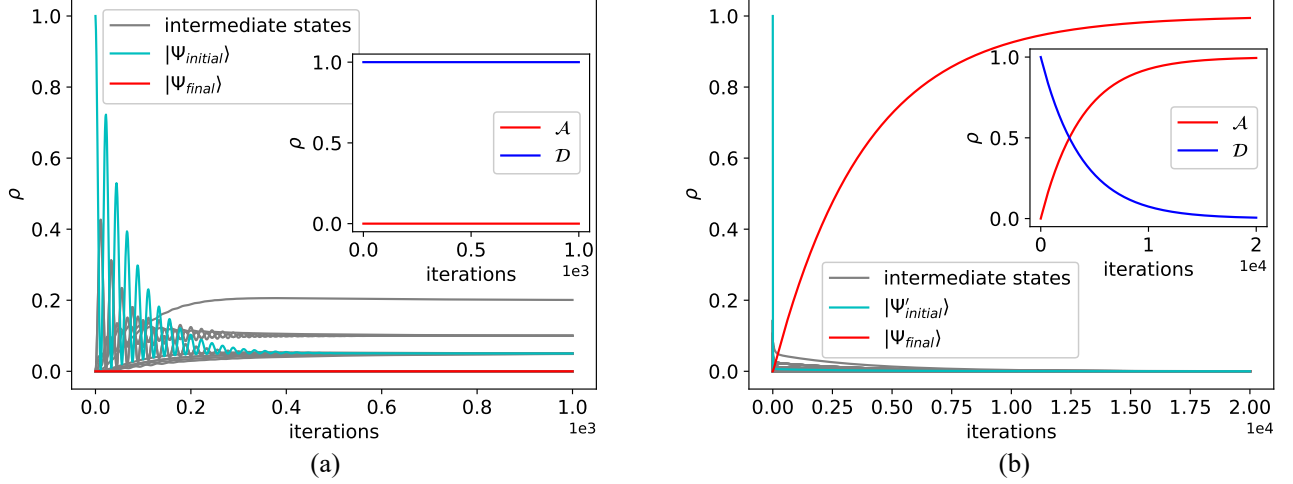 1.0
0.8
0.6
0.4
0.2
0.0
ρ
intermediate states
|Ψinitial⟩
|Ψfinal⟩
1.0
0.5
0.0
ρ
𝒜
𝒟
0.0 0.5 1.0
iterations 1e3
0.0 0.2 0.4 0.6 0.8 1.0
iterations
1e3
(a)
1.0
0.8
0.6
0.4
0.2
0.0
ρ
1.0
0.5
0.0
ρ
𝒜
𝒟
0 1 2
iterations 1e4
intermediate states
|Ψ′initial⟩
|Ψfinal⟩
0.00 0.25 0.50 0.75 1.00 1.25 1.50 1.75 2.00
iterations
1e4
(b)